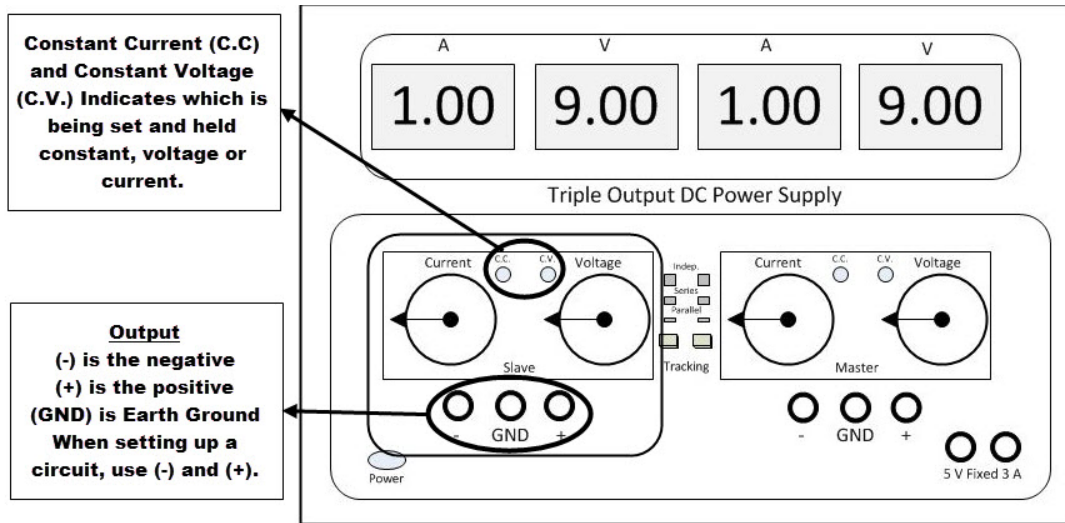 Constant Current (C.C)
and Constant Voltage
(C.V.) Indicates which is
being set and held
constant, voltage or
current.
Output
(-) is the negative
(+) is the positive
(GND) is Earth Ground
When setting up a
circuit, use (-) and (+).
A V A V
1.00 9.00 1.00 9.00
Triple Output DC Power Supply
Current C.C. C.V. Voltage
Slave
- GND +
Power
Indep.
Series
Parallel
Tracking
Current C.C. C.V. Voltage
Master
- GND +
5 V Fixed 3 A